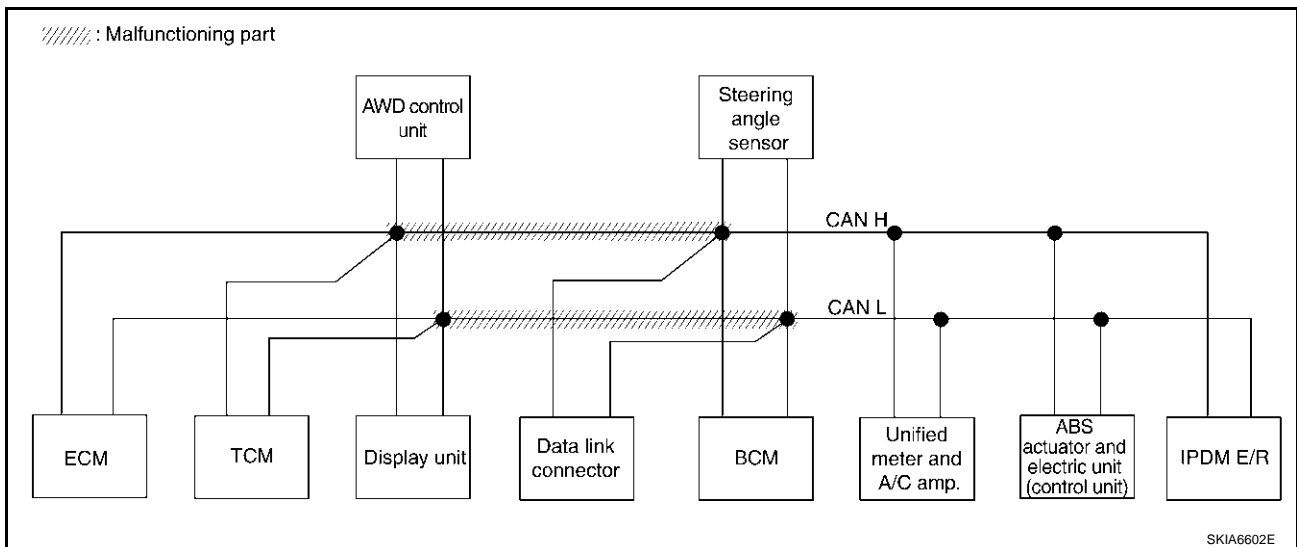 : Malfunctioning part
AWD control
unit
Steering
angle
sensor
CAN H
CAN L
ECM
TCM
Display unit
Data link
connector
BCM
Unified
meter and
A/C amp.
ABS
actuator and
electric unit
(control unit)
IPDM E/R
SKIA6602E